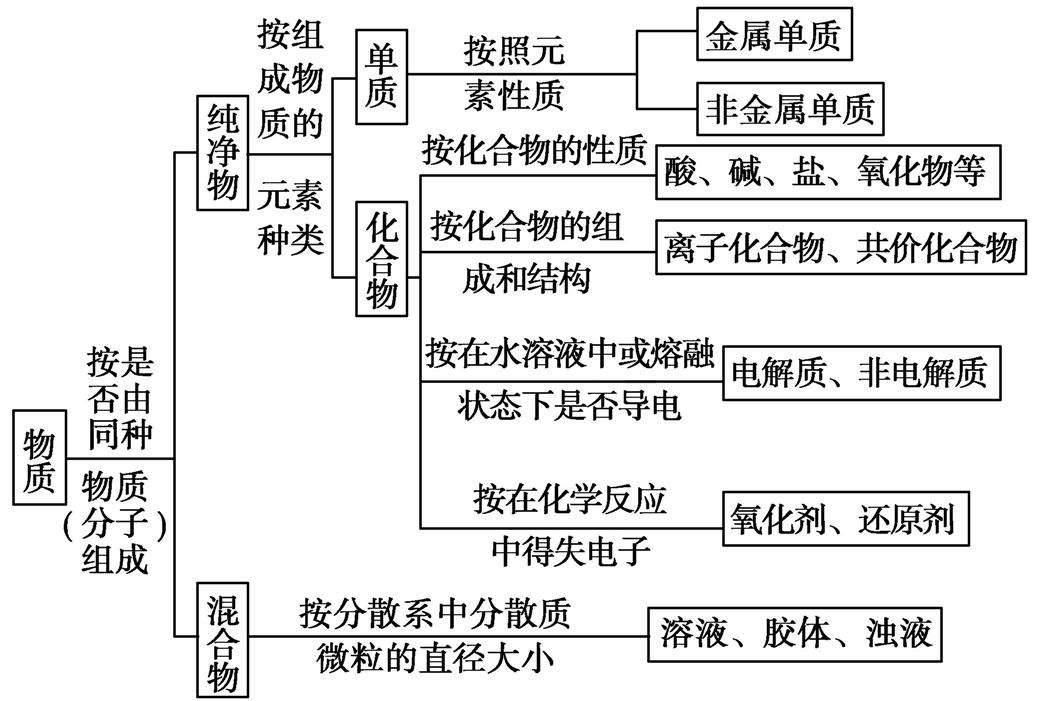 物质
按是
否由
同种
物质
(分子)
组成
纯净物
按组
成物
质的
元素
种类
单质
按照元
素性质
金属单质
非金属单质
化合物
按化合物的性质
酸、碱、盐、氧化物等
按化合物的组
成和结构
离子化合物、共价化合物
按在水溶液中或熔融
状态下是否导电
电解质、非电解质
按在化学反应
中得失电子
氧化剂、还原剂
混合物
按分散系中分散质
微粒的直径大小
溶液、胶体、浊液